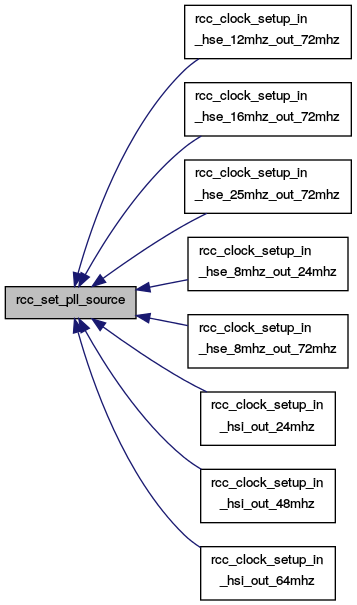 rcc_clock_setup_in
_hse_12mhz_out_72mhz
rcc_clock_setup_in
_hse_16mhz_out_72mhz
rcc_clock_setup_in
_hse_25mhz_out_72mhz
rcc_clock_setup_in
_hse_8mhz_out_24mhz
rcc_set_pll_source
rcc_clock_setup_in
_hse_8mhz_out_72mhz
rcc_clock_setup_in
_hsi_out_24mhz
rcc_clock_setup_in
_hsi_out_48mhz
rcc_clock_setup_in
_hsi_out_64mhz